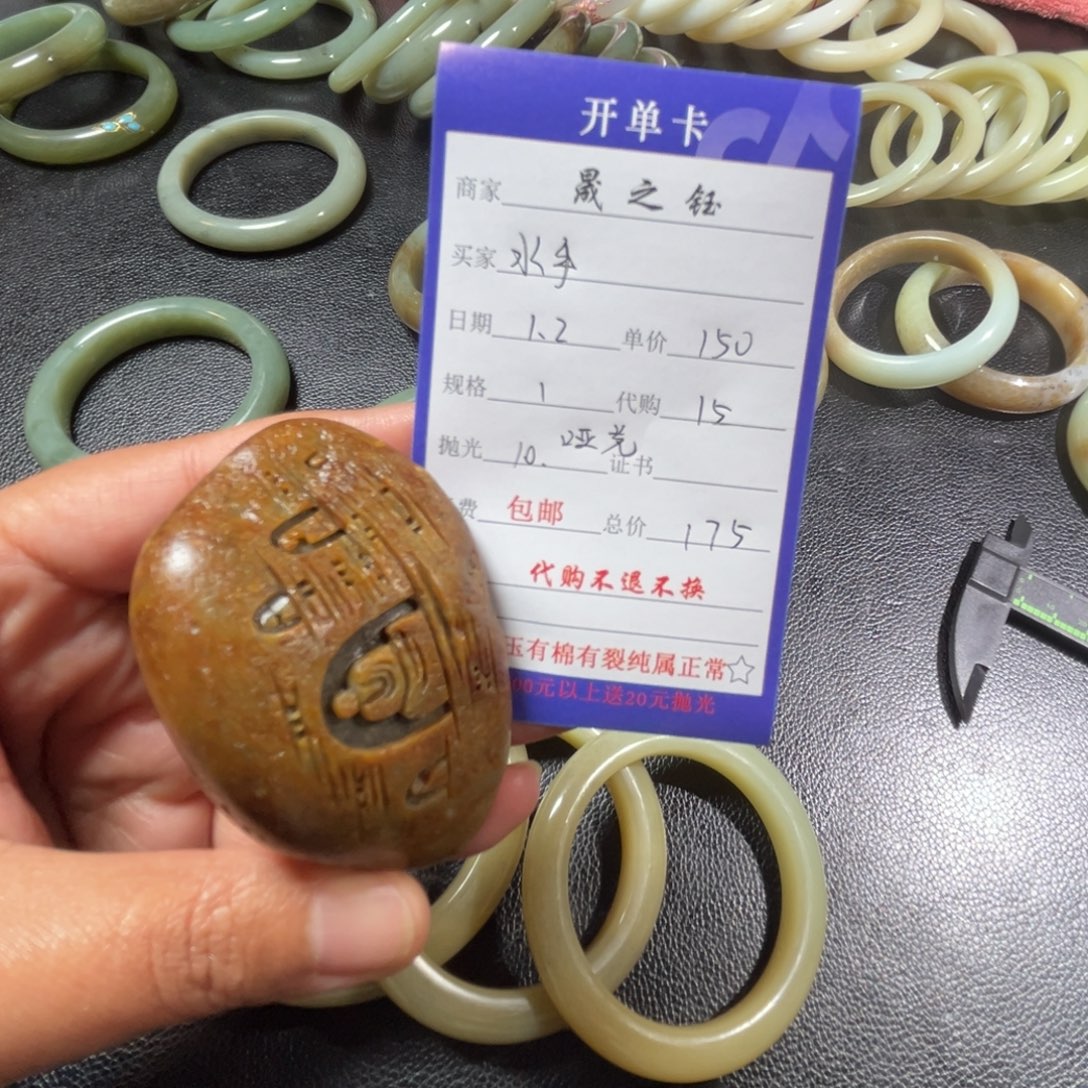 开单卡
商家 晟之钰
买家 水手
日期 1.2 单价 150
规格 1 代购 15
抛光 10. 哑光 证书
费 包邮 总价 175
代购不退不换
玉有棉有裂纯属正常☆
00元以上送20元抛光